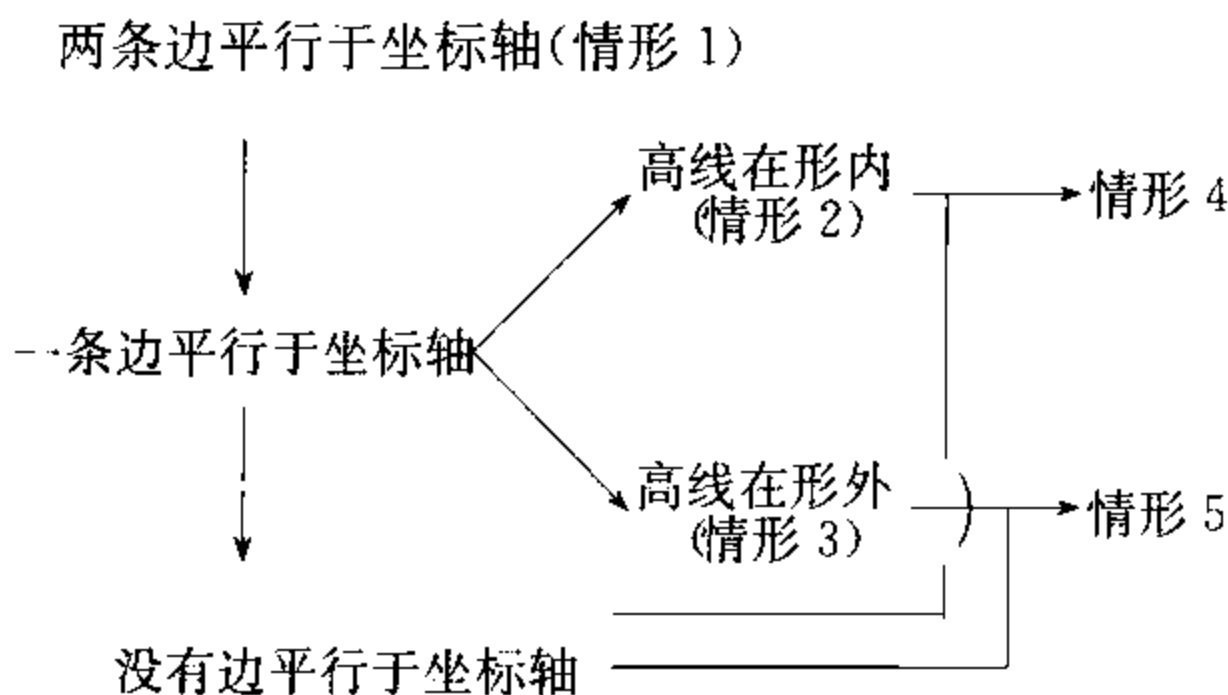 两条边平行于坐标轴(情形 1)
高线在形内
(情形 2)
情形 4
一条边平行于坐标轴
高线在形外
(情形 3)
情形 5
没有边平行于坐标轴